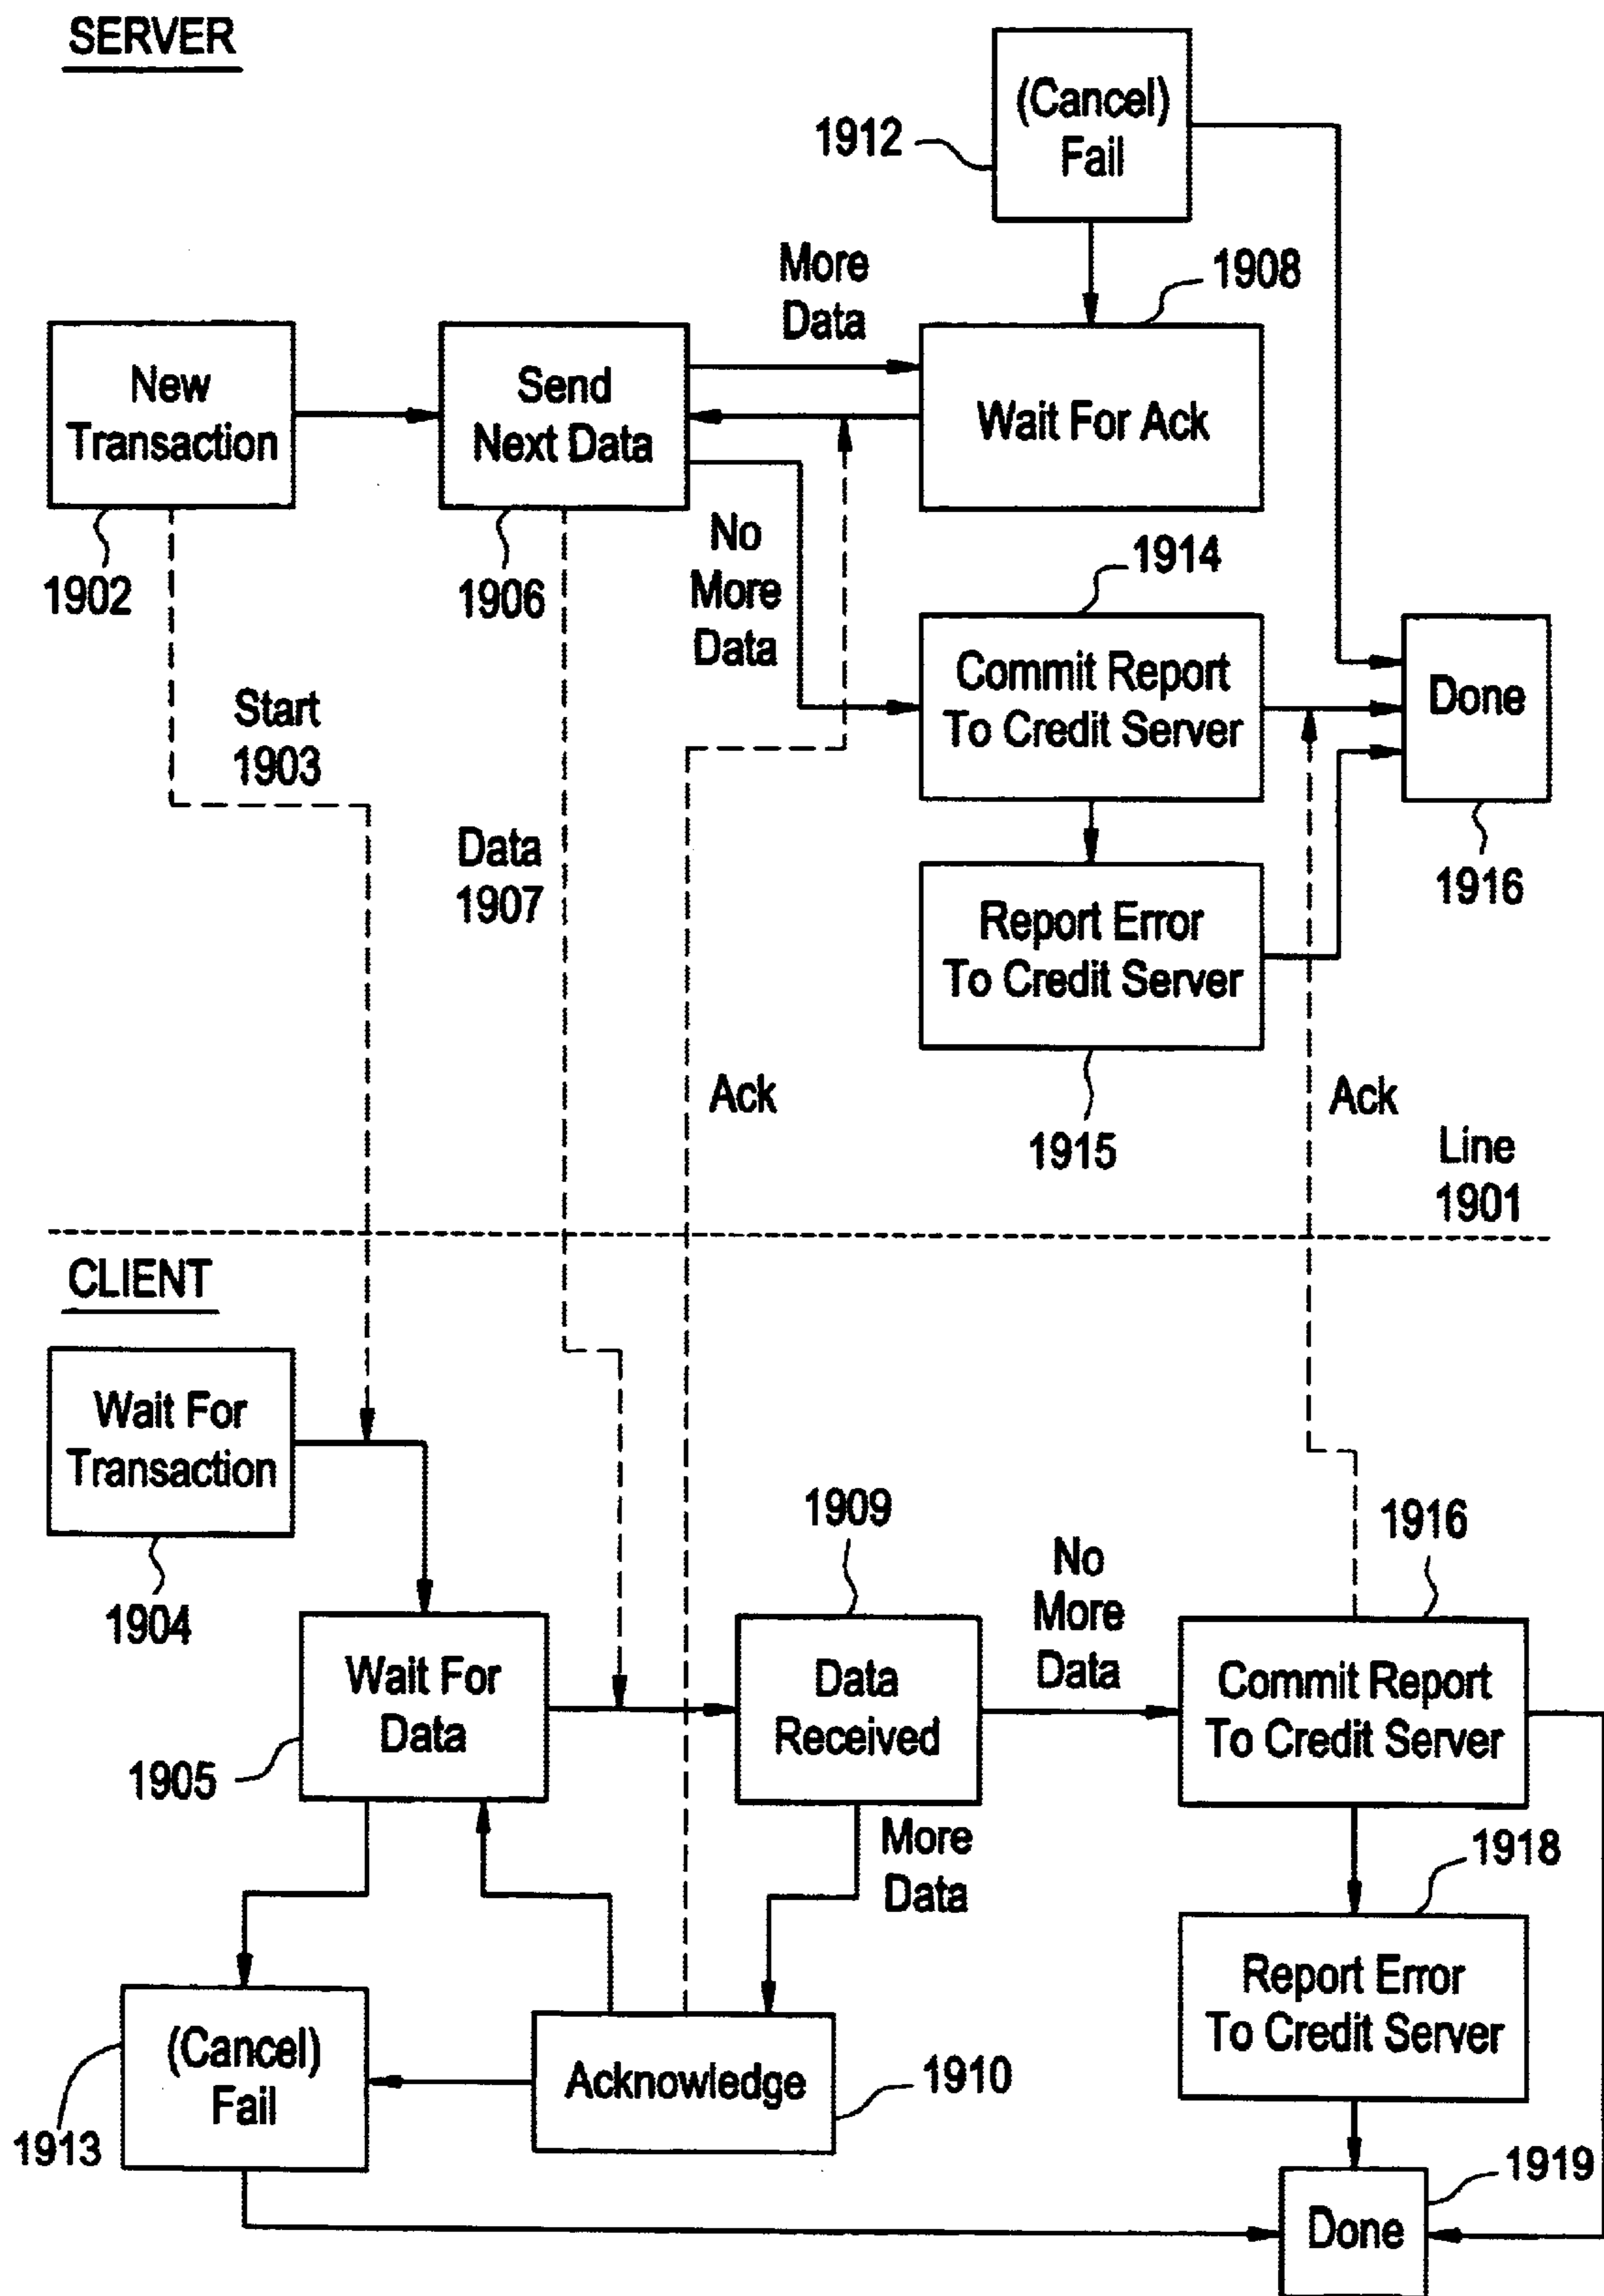 SERVER
(Cancel)
Fail
1912
More
Data
1908
New
Transaction
Send
Next Data
Wait For Ack
1902
1906
No
More
Data
1914
Commit Report
To Credit Server
Done
Start
1903
Data
1907
1916
Report Error
To Credit Server
Ack
Ack
1915
Line
1901
CLIENT
Wait For
Transaction
1904
1909
No
More
Data
1916
Wait For
Data
1905
Data
Received
Commit Report
To Credit Server
More
Data
1918
Report Error
To Credit Server
(Cancel)
Fail
1913
Acknowledge
1910
1919
Done